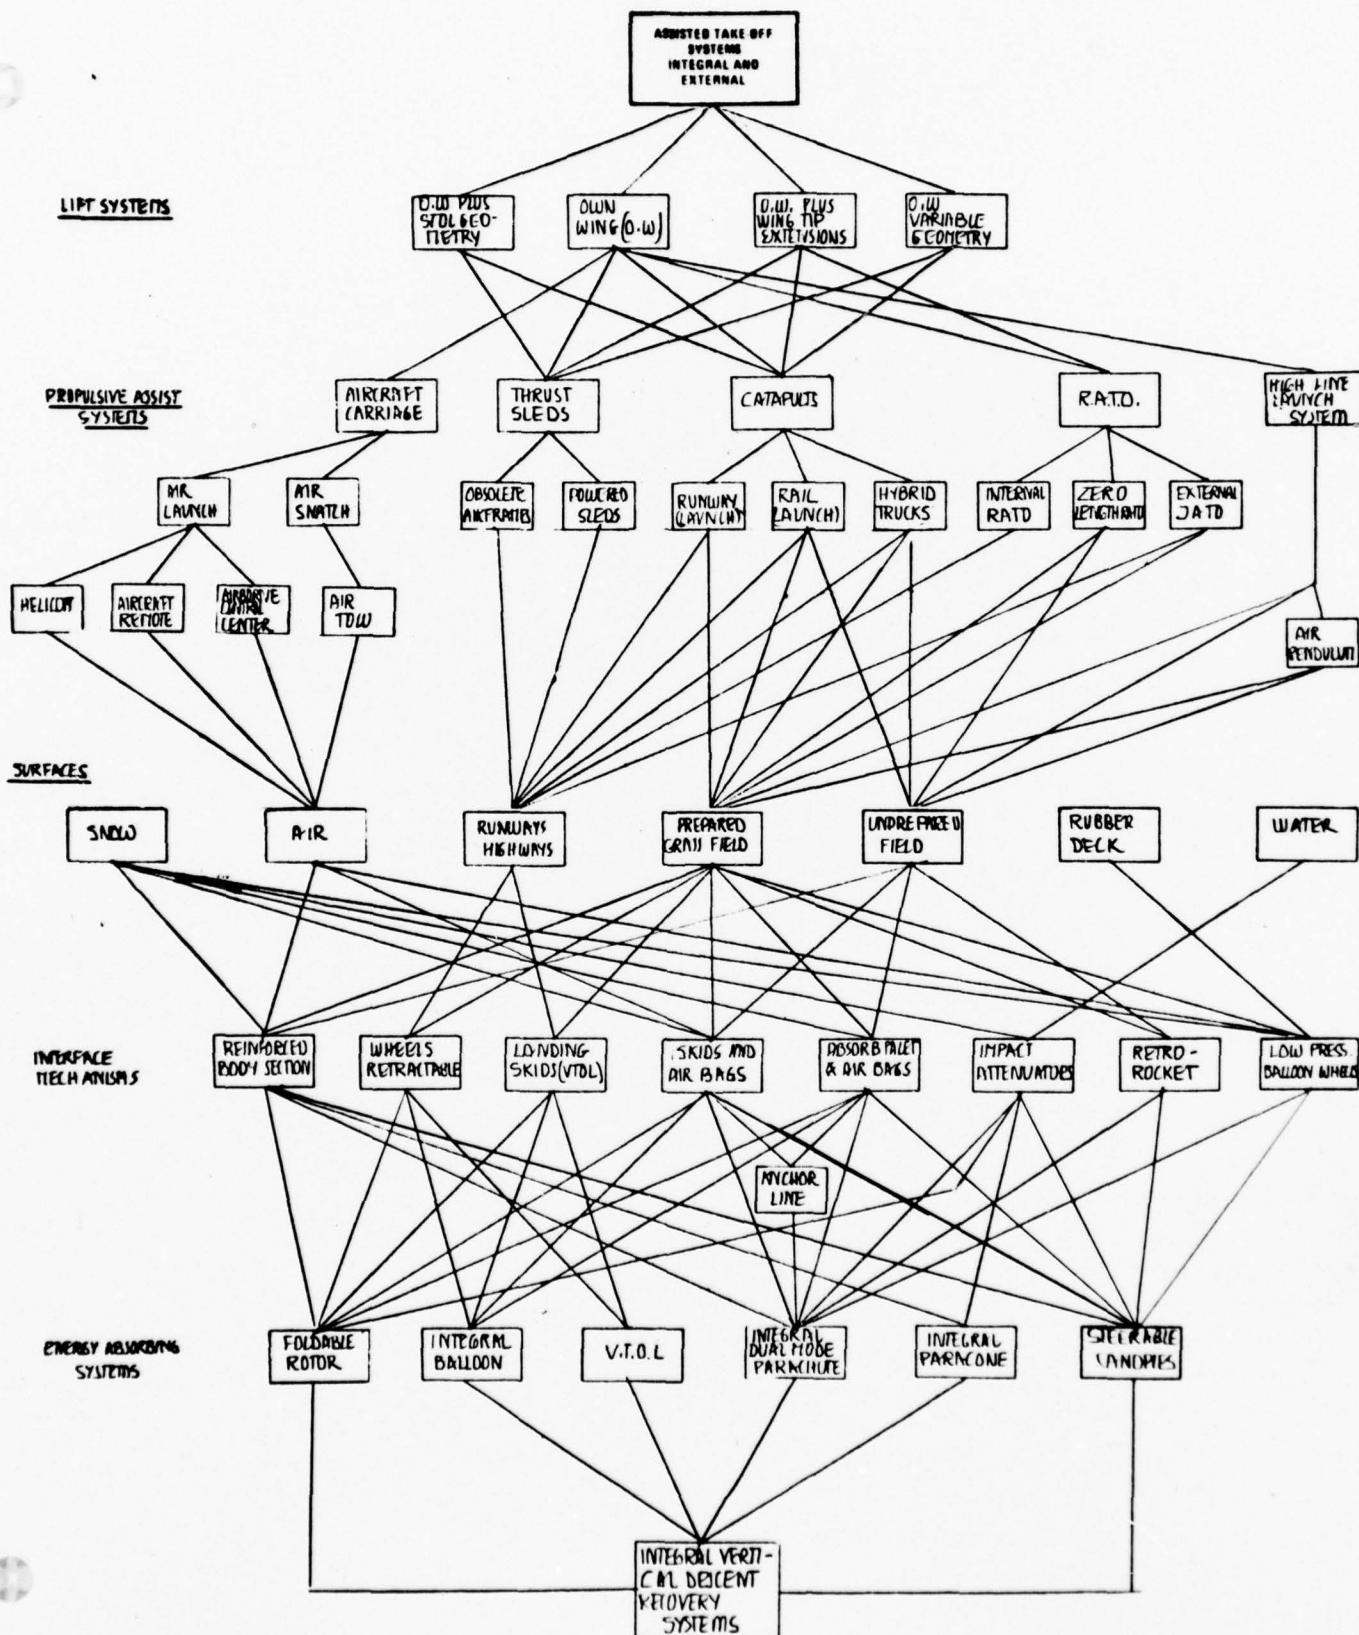 ASSISTED TAKE OFF
SYSTEMS
INTEGRAL AND
EXTERNAL
LIFT SYSTEMS
O.W PLUS
STOL GEO-
METRY
OWN
WING (O.W)
O.W. PLUS
WING TIP
EXTENSIONS
O.W
VARIABLE
GEOMETRY
PROPULSIVE ASSIST
SYSTEMS
AIRCRAFT
CARRIAGE
THRUST
SLEDS
CATAPULTS
R.A.T.O.
HIGH LINE
LAUNCH
SYSTEM
AIR
LAUNCH
AIR
SNATCH
OBSOLETE
AIRFRAMES
POWERED
SLEDS
RUNWAY
(LAUNCH)
RAIL
LAUNCH)
HYBRID
TRUCKS
INTERNAL
RATO
ZERO
LENGTH RATO
EXTERNAL
JATO
AIRCRAFT
REMOTE
AIRBORNE
CONTROL
CENTER
AIR
TOW
AIR
PENDULUM
SURFACES
SNOW
AIR
RUNWAYS
HIGHWAYS
PREPARED
GRASS FIELD
UNPREPARED
FIELD
RUBBER
DECK
WATER
INTERFACE
MECHANISMS
REINFORCED
BODY SECTION
WHEELS
RETRACTABLE
LANDING
SKIDS (VTOL)
SKIDS AND
AIR BAGS
ABSORB PALET
& AIR BAGS
IMPACT
ATTENUATORS
RETRO-
ROCKET
LOW PRESS.
BALLOON WHEELS
ANCHOR
LINE
ENERGY ABSORBING
SYSTEMS
FOLDABLE
ROTOR
INTEGRAL
BALLOON
V.T.O.L
INTEGRAL
DUAL MODE
PARACHUTE
INTEGRAL
PARACONE
STEERABLE
INTEGRAL VERTI-
CAL DESCENT
RECOVERY
SYSTEMS